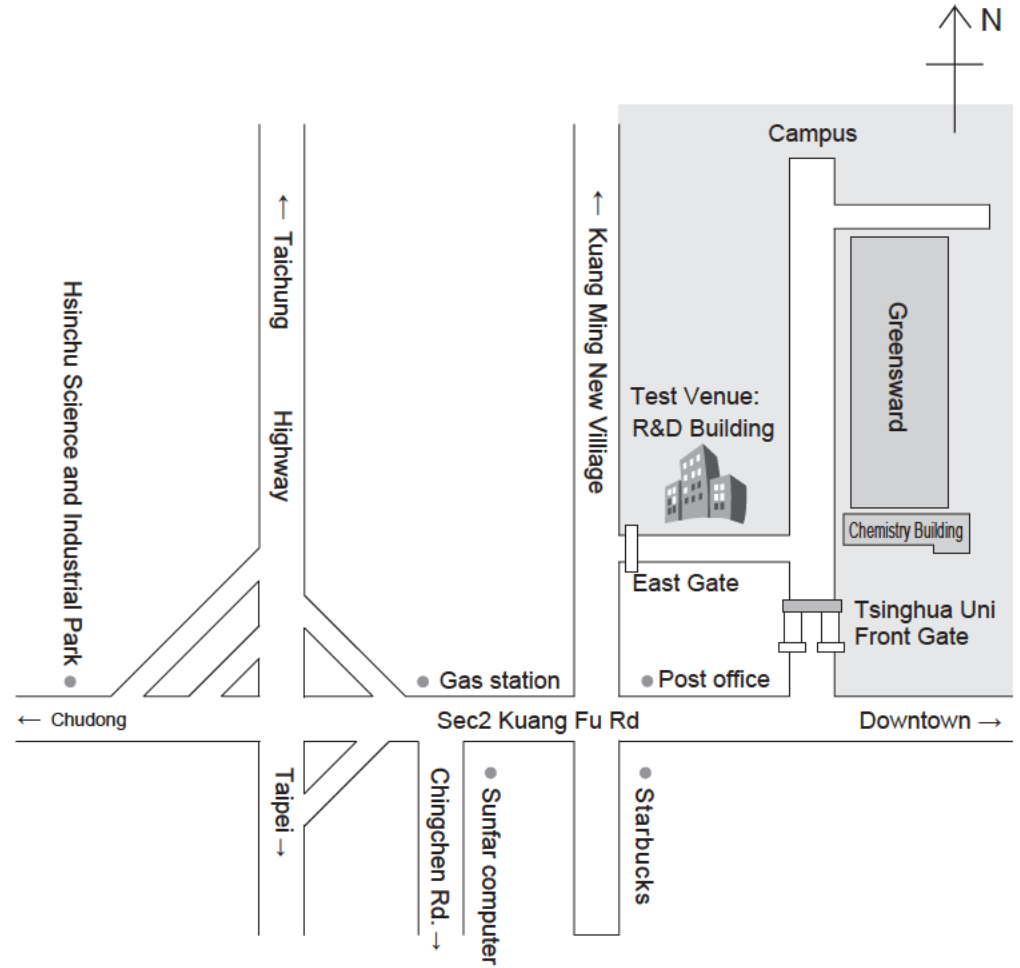 N
Campus
← Taichung
Highway
← Kuang Ming New Villiage
Hsinchu Science and Industrial Park
Greensward
Test Venue:
R&D Building
Chemistry Building
East Gate
Tsinghua Uni
Front Gate
Gas station
Post office
← Chudong
Sec2 Kuang Fu Rd
Downtown →
Taipei →
Chingchen Rd. →
Sunfar computer
Starbucks